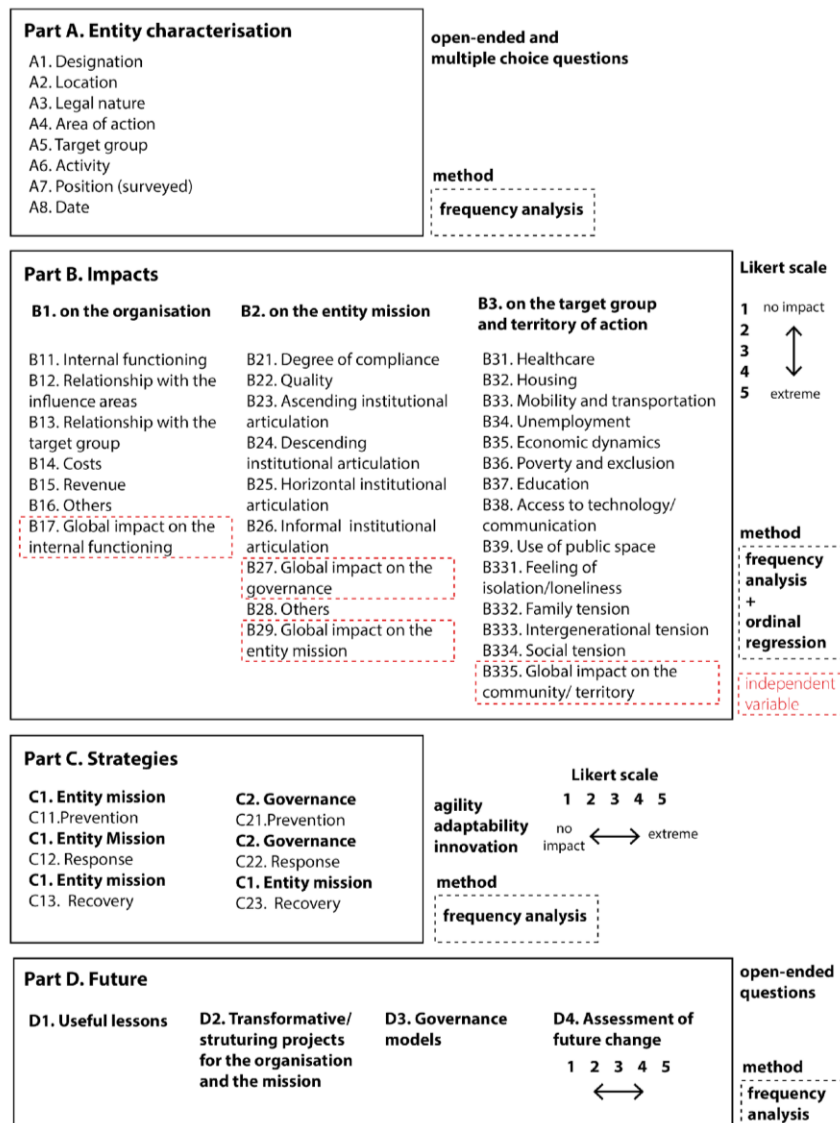 Part A. Entity characterisation
A1. Designation
A2. Location
A3. Legal nature
A4. Area of action
A5. Target group
A6. Activity
A7. Position (surveyed)
A8. Date
open-ended and
multiple choice questions
method
frequency analysis
Part B. Impacts
B1. on the organisation
B11. Internal functioning
B12. Relationship with the
influence areas
B13. Relationship with the
target group
B14. Costs
B15. Revenue
B16. Others
B17. Global impact on the
internal functioning
B2. on the entity mission
B21. Degree of compliance
B22. Quality
B23. Ascending institutional
articulation
B24. Descending
institutional articulation
B25. Horizontal institutional
articulation
B26. Informal institutional
articulation
B27. Global impact on the
governance
B28. Others
B29. Global impact on the
entity mission
B3. on the target group
and territory of action
B31. Healthcare
B32. Housing
B33. Mobility and transportation
B34. Unemployment
B35. Economic dynamics
B36. Poverty and exclusion
B37. Education
B38. Access to technology/
communication
B39. Use of public space
B331. Feeling of
isolation/loneliness
B332. Family tension
B333. Intergenerational tension
B334. Social tension
B335. Global impact on the
community/ territory
Likert scale
1 no impact
2
3
4
5 extreme
method
frequency
analysis
+
ordinal
regression
independent
variable
Part C. Strategies
C1. Entity mission
C11.Prevention
C1. Entity Mission
C12. Response
C1. Entity mission
C13. Recovery
C2. Governance
C21.Prevention
C2. Governance
C22. Response
C1. Entity mission
C23. Recovery
agility
adaptability
innovation
Likert scale
1 2 3 4 5
no
impact
extreme
method
frequency analysis
Part D. Future
D1. Useful lessons
D2. Transformative/
struturing projects
for the organisation
and the mission
D3. Governance
models
D4. Assessment of
future change
1 2 3 4 5
open-ended
questions
method
frequency
analysis